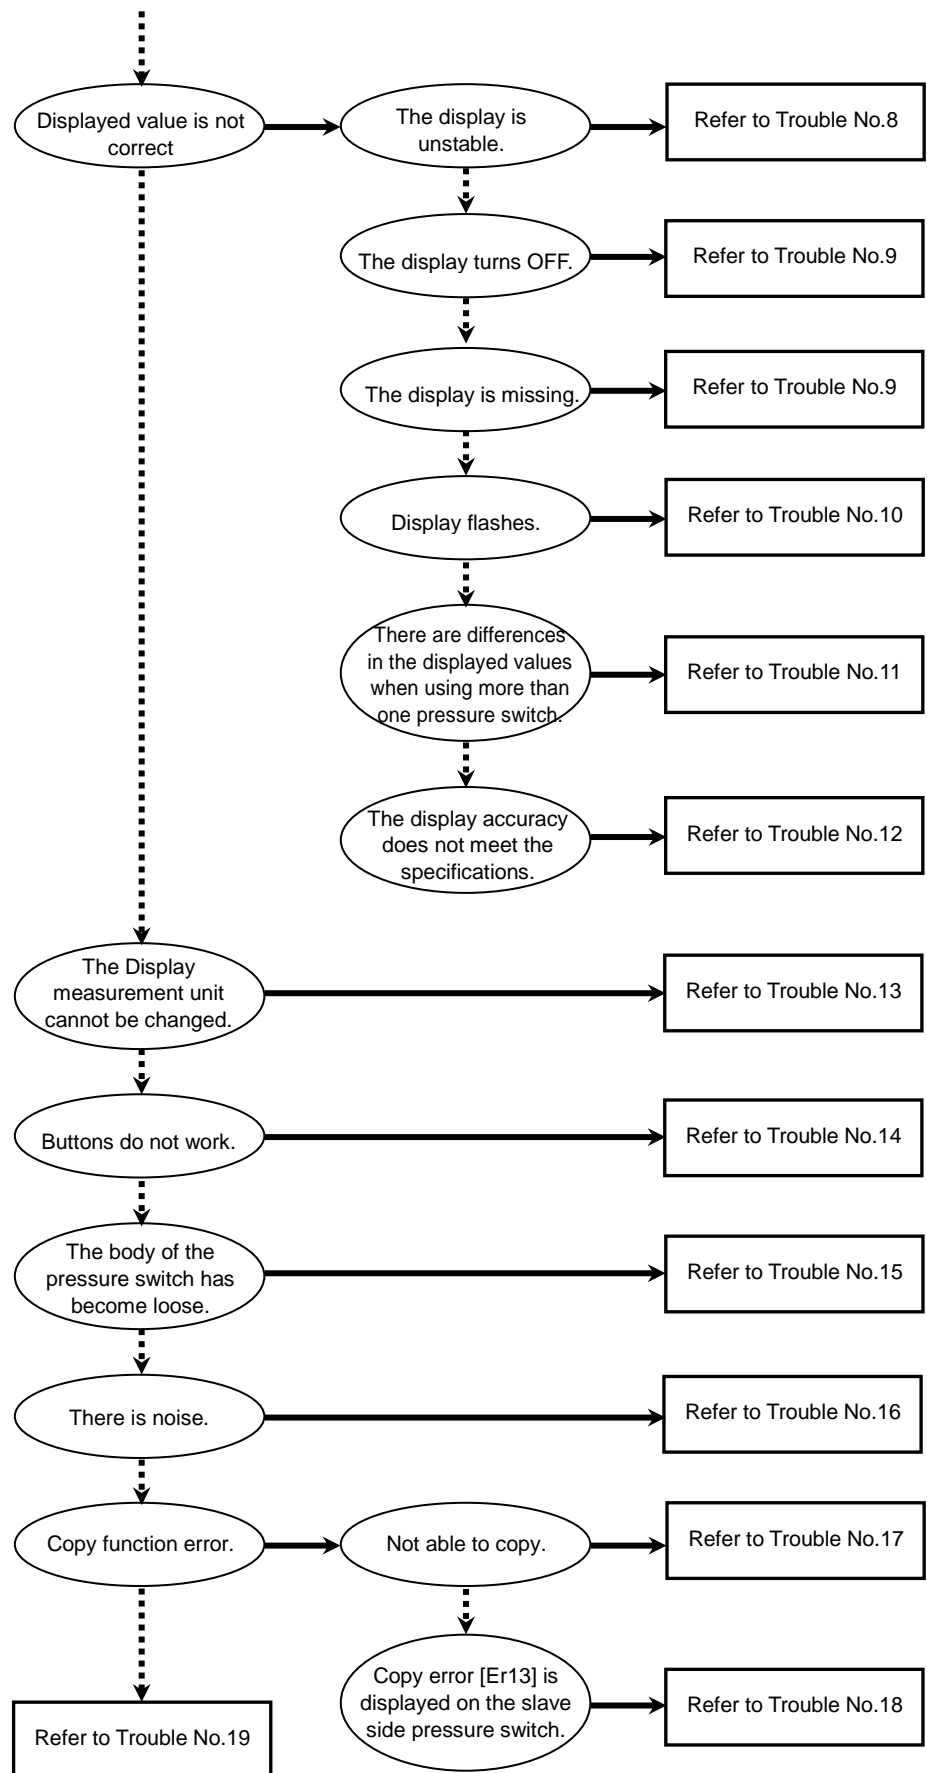 Displayed value is not
correct
The display is
unstable.
Refer to Trouble No.8
The display turns OFF.
Refer to Trouble No.9
The display is missing.
Refer to Trouble No.9
Display flashes.
Refer to Trouble No.10
There are differences
in the displayed values
when using more than
one pressure switch.
Refer to Trouble No.11
The display accuracy
does not meet the
specifications.
Refer to Trouble No.12
The Display
measurement unit
cannot be changed.
Refer to Trouble No.13
Buttons do not work.
Refer to Trouble No.14
The body of the
pressure switch has
become loose.
Refer to Trouble No.15
There is noise.
Refer to Trouble No.16
Copy function error.
Not able to copy.
Refer to Trouble No.17
Copy error [Er13] is
displayed on the slave
side pressure switch.
Refer to Trouble No.18
Refer to Trouble No.19